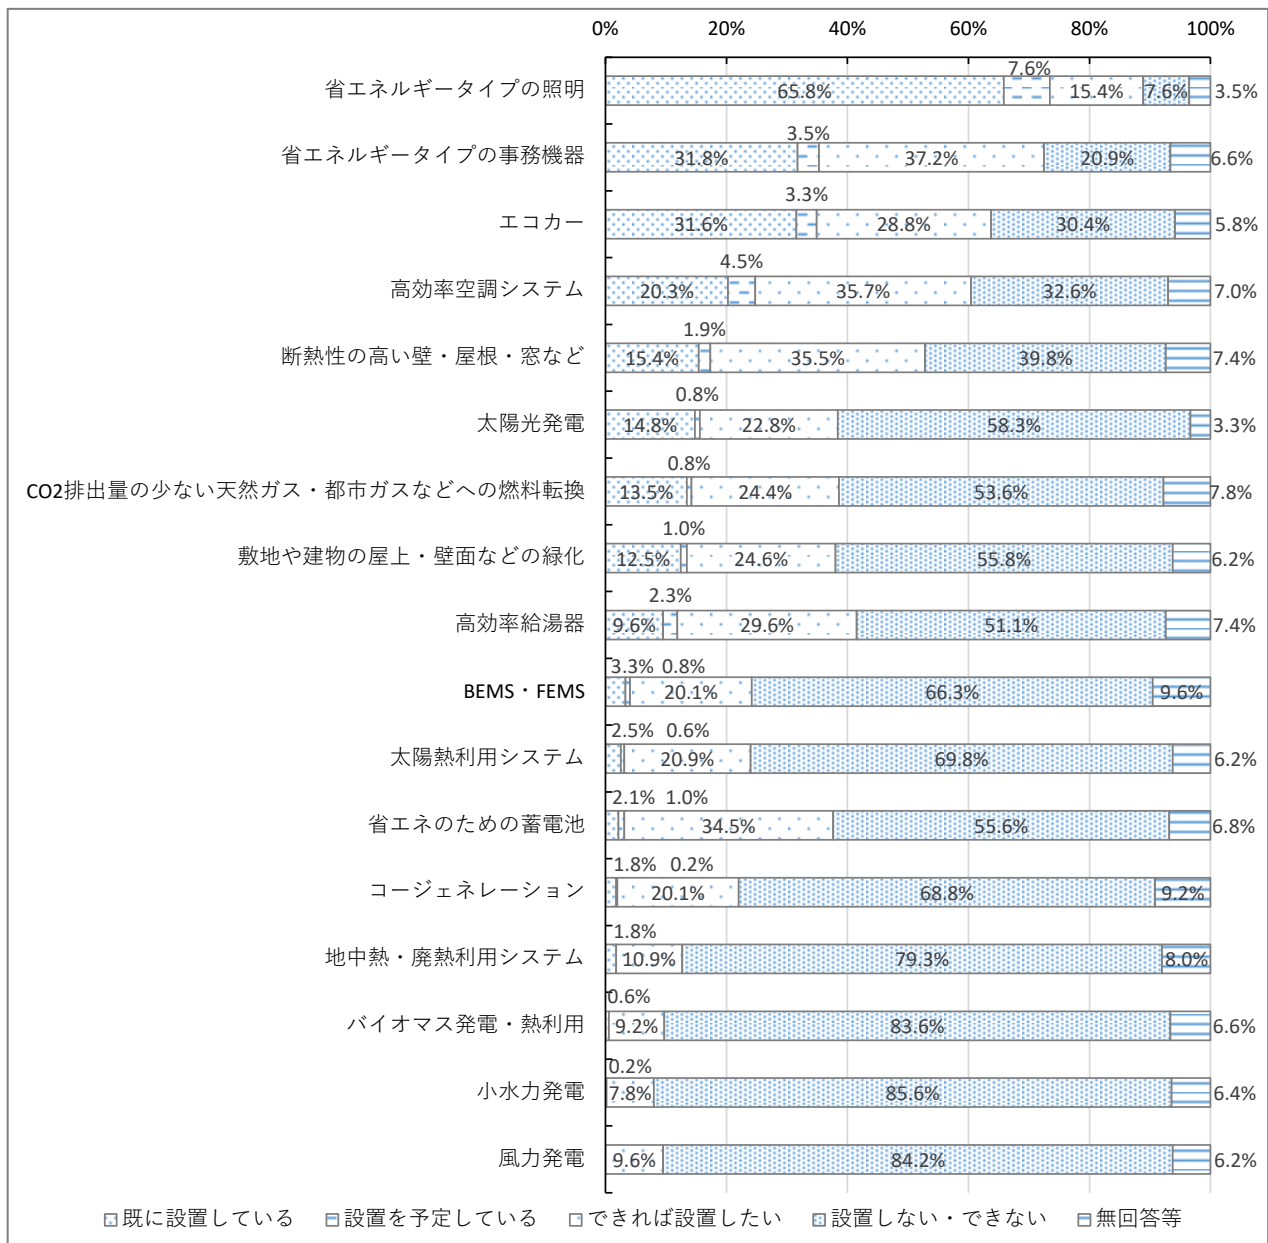 0% 20% 40% 60% 80% 100%
7.6%
省エネルギータイプの照明 65.8% 15.4% 7.6% 3.5%
3.5%
省エネルギータイプの事務機器 31.8% 37.2% 20.9% 6.6%
3.3%
エコカー 31.6% 28.8% 30.4% 5.8%
4.5%
高効率空調システム 20.3% 35.7% 32.6% 7.0%
1.9%
断熱性の高い壁・屋根・窓など 15.4% 35.5% 39.8% 7.4%
0.8%
太陽光発電 14.8% 22.8% 58.3% 3.3%
0.8%
CO2排出量の少ない天然ガス・都市ガスなどへの燃料転換 13.5% 24.4% 53.6% 7.8%
1.0%
敷地や建物の屋上・壁面などの緑化 12.5% 24.6% 55.8% 6.2%
2.3%
高効率給湯器 9.6% 29.6% 51.1% 7.4%
3.3% 0.8%
BEMS・FEMS 20.1% 66.3% 9.6%
2.5% 0.6%
太陽熱利用システム 20.9% 69.8% 6.2%
2.1% 1.0%
省エネのための蓄電池 34.5% 55.6% 6.8%
1.8% 0.2%
コージェネレーション 20.1% 68.8% 9.2%
1.8%
地中熱・廃熱利用システム 10.9% 79.3% 8.0%
0.6%
バイオマス発電・熱利用 9.2% 83.6% 6.6%
0.2%
小水力発電 7.8% 85.6% 6.4%
風力発電 9.6% 84.2% 6.2%
既に設置している 設置を予定している できれば設置したい 設置しない・できない 無回答等